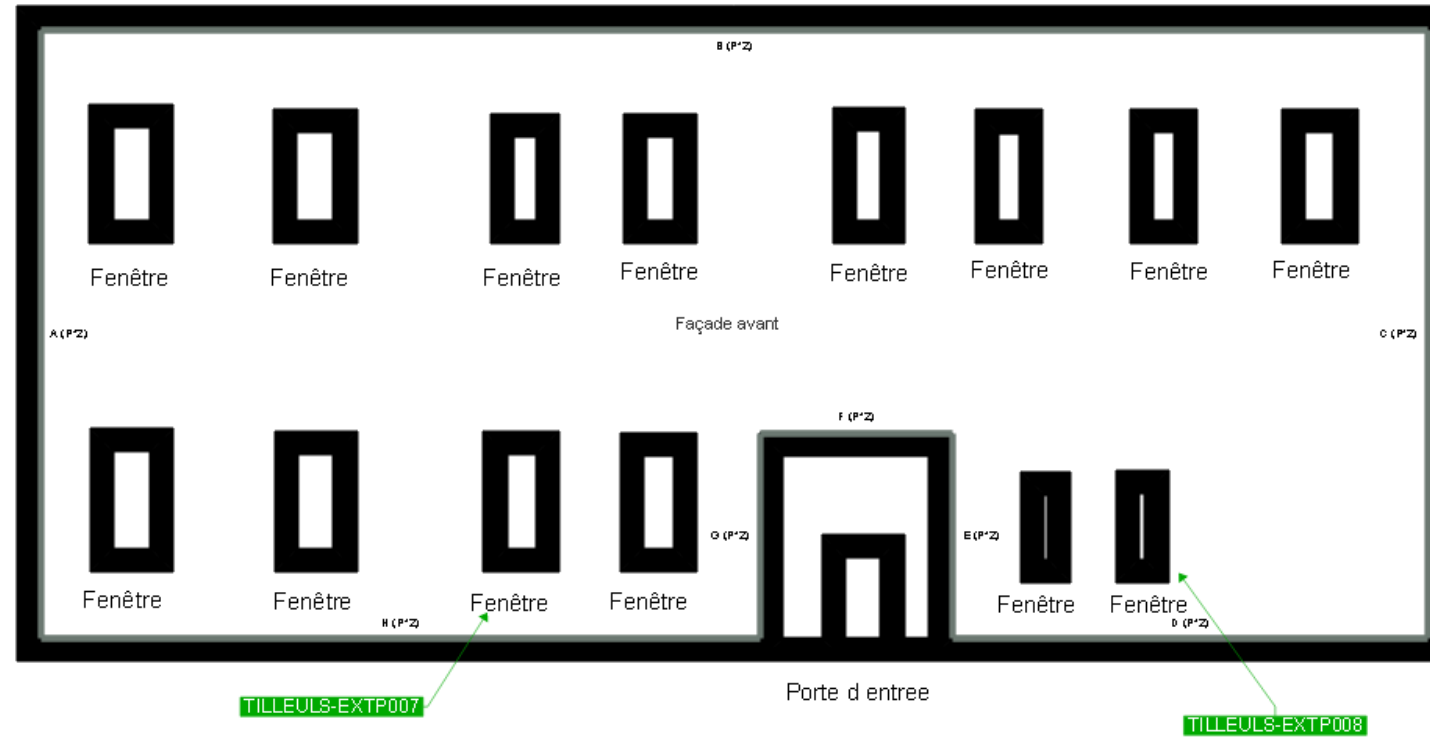 B (P*Z)
Fenêtre Fenêtre Fenêtre Fenêtre Fenêtre Fenêtre Fenêtre Fenêtre
Façade avant
A (P*Z)
C (P*Z)
F (P*Z)
G (P*Z)
E (P*Z)
Fenêtre Fenêtre Fenêtre Fenêtre Fenêtre Fenêtre
H (P*Z)
D (P*Z)
Porte d entree
TILLEULS-EXTP007
TILLEULS-EXTP008